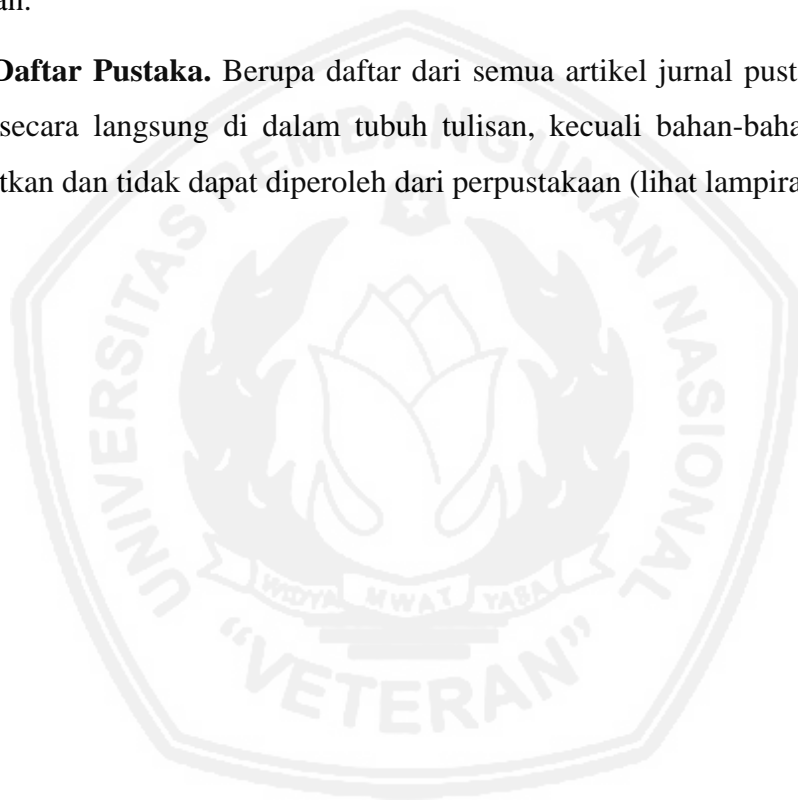 an.
Daftar Pustaka. Berupa daftar dari semua artikel jurnal pust
secara langsung di dalam tubuh tulisan, kecuali bahan-baha
tkan dan tidak dapat diperoleh dari perpustakaan (lihat lampira
UNIVERSITAS PEMBANGUNAN NASIONAL
WIDYA MWAT YASA
“VETERAN”